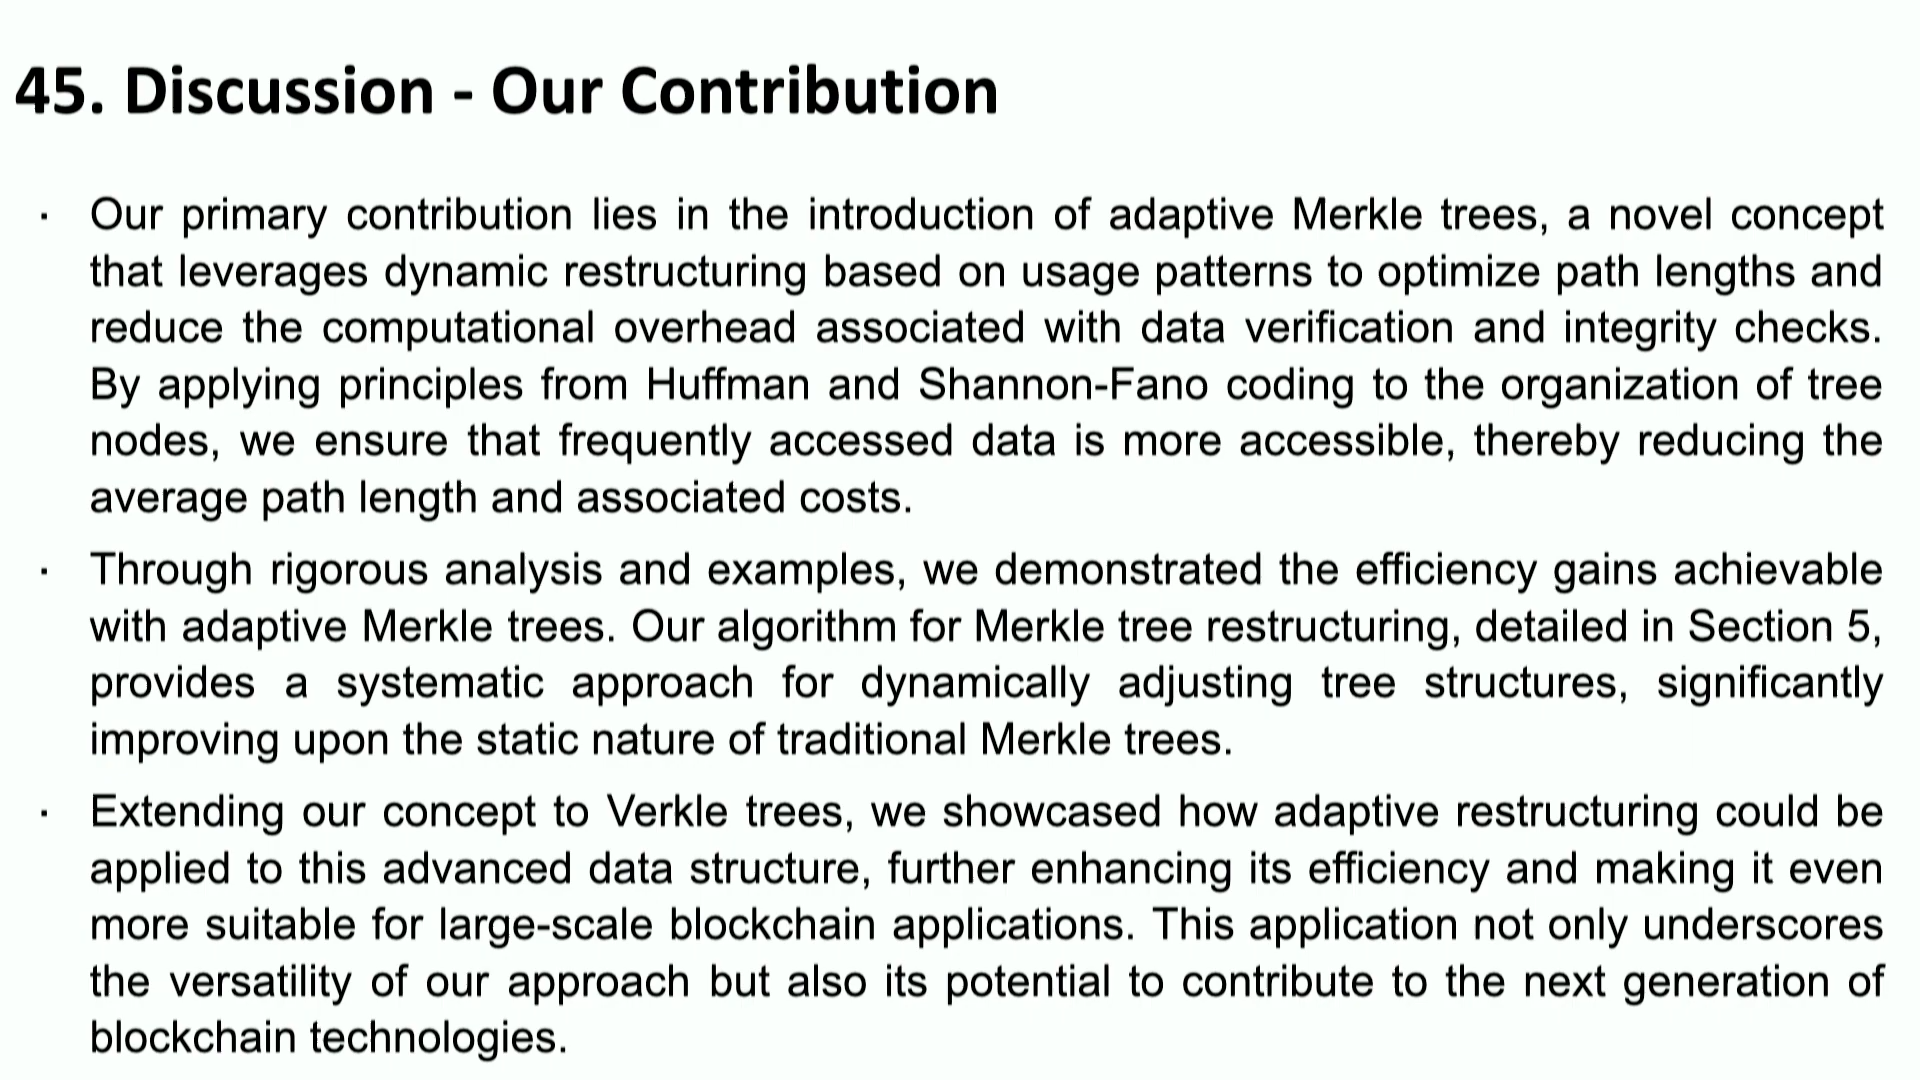 45. Discussion - Our Contribution
· Our primary contribution lies in the introduction of adaptive Merkle trees, a novel concept
that leverages dynamic restructuring based on usage patterns to optimize path lengths and
reduce the computational overhead associated with data verification and integrity checks.
By applying principles from Huffman and Shannon-Fano coding to the organization of tree
nodes, we ensure that frequently accessed data is more accessible, thereby reducing the
average path length and associated costs.
· Through rigorous analysis and examples, we demonstrated the efficiency gains achievable
with adaptive Merkle trees. Our algorithm for Merkle tree restructuring, detailed in Section 5,
provides a systematic approach for dynamically adjusting tree structures, significantly
improving upon the static nature of traditional Merkle trees.
· Extending our concept to Verkle trees, we showcased how adaptive restructuring could be
applied to this advanced data structure, further enhancing its efficiency and making it even
more suitable for large-scale blockchain applications. This application not only underscores
the versatility of our approach but also its potential to contribute to the next generation of
blockchain technologies.